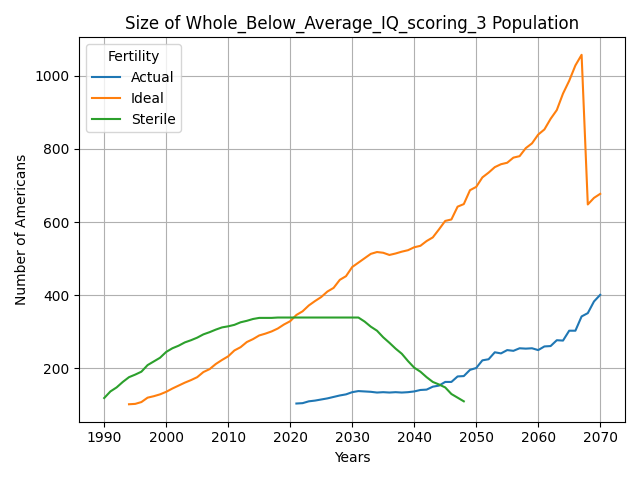 Size of Whole_Below_Average_IQ_scoring_3 Population
Fertility
Actual
Ideal
Sterile
Number of Americans
1000
800
600
400
200
1990 2000 2010 2020 2030 2040 2050 2060 2070
Years